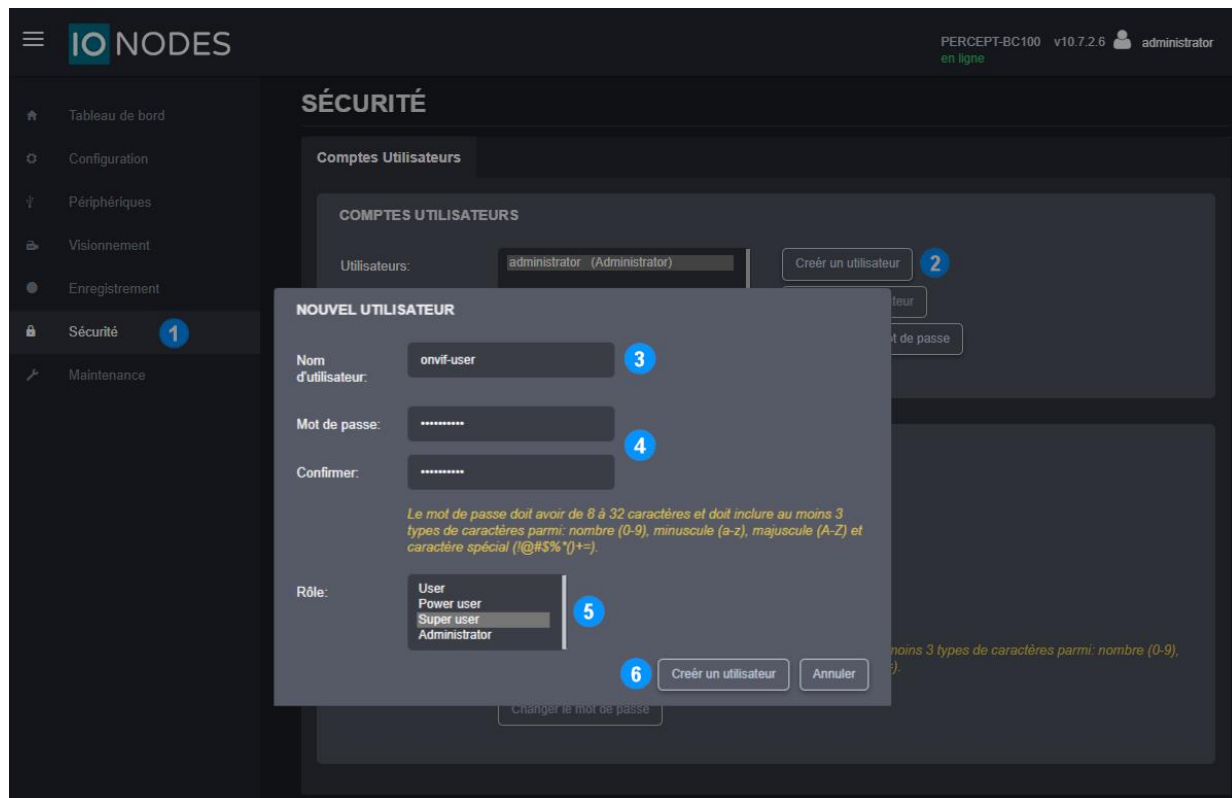 IO NODES
PERCEPT-BC100 v10.7.2.6 administrator
en ligne
Tableau de bord
Configuration
Périphériques
Visionnement
Enregistrement
Sécurité 1
Maintenance
SÉCURITÉ
Comptes Utilisateurs
COMPTES UTILISATEURS
Utilisateurs:
administrator (Administrator)
Creér un utilisateur 2
teur
t de passe
NOUVEL UTILISATEUR
Nom
d'utilisateur:
onvif-user 3
Mot de passe: ••••••••••
4
Confirmer: ••••••••••
Le mot de passe doit avoir de 8 à 32 caractères et doit inclure au moins 3
types de caractères parmi: nombre (0-9), minuscule (a-z), majuscule (A-Z) et
caractére spécial (!@#$%*()+=).
Rôle:
User
Power user
Super user
Administrator
5
6 Creér un utilisateur Annuler
noins 3 types de caractères parmi: nombre (0-9),
=).
Changer le mot de passe